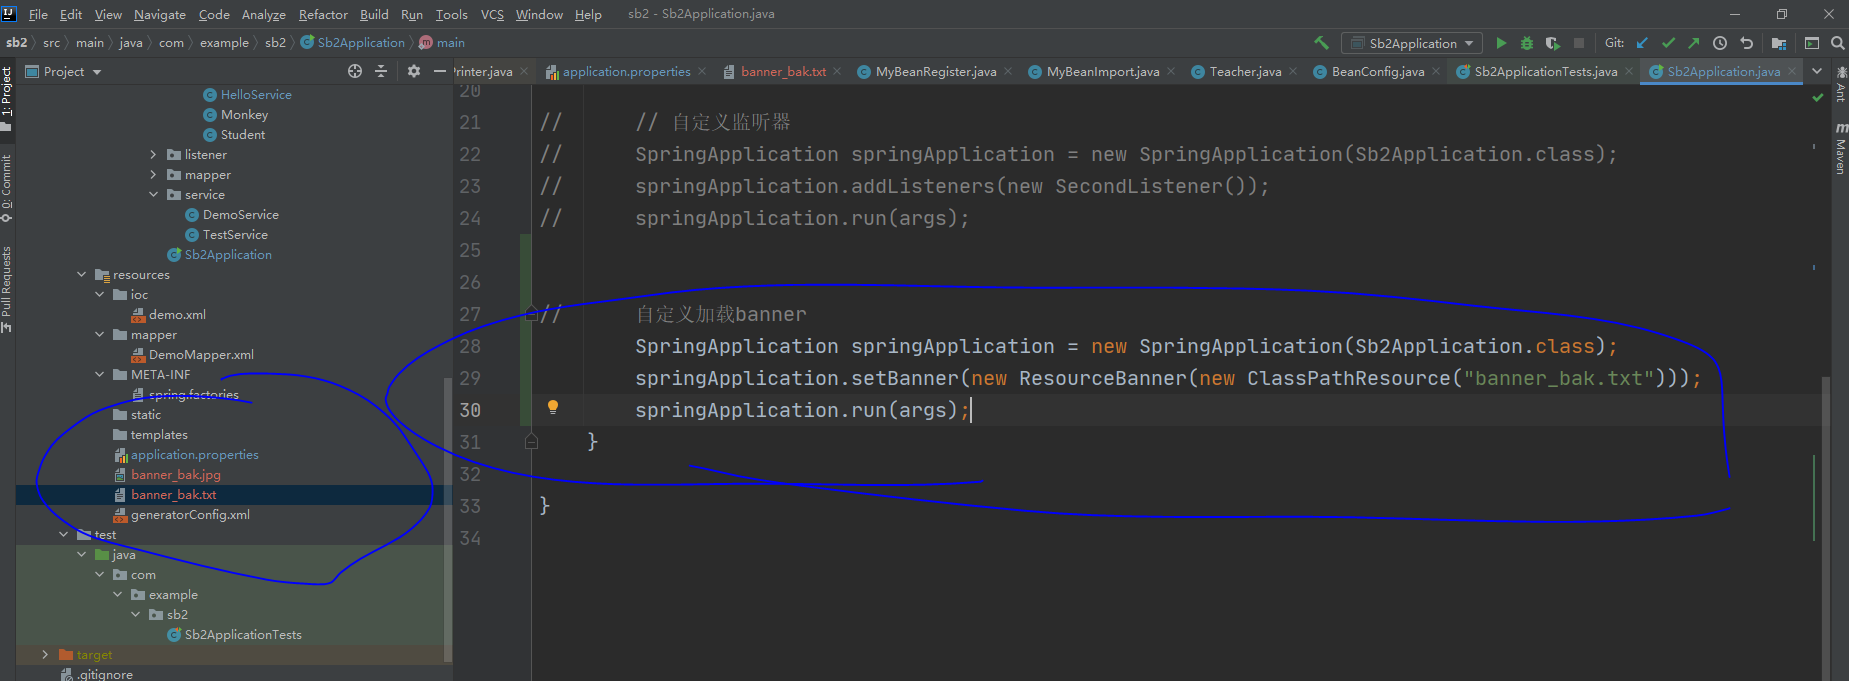 File Edit View Navigate Code Analyze Refactor Build Run Tools VCS Window Help sb2 - Sb2Application.java
sb2 src main java com example sb2 Sb2Application main
Sb2Application Git:
Project
Printer.java application.properties banner_bak.txt MyBeanRegister.java MyBeanImport.java Teacher.java BeanConfig.java Sb2ApplicationTests.java Sb2Application.java
1: Project
0: Commit
Pull Requests
HelloService
Monkey
Student
listener
mapper
service
DemoService
TestService
Sb2Application
resources
ioc
demo.xml
mapper
DemoMapper.xml
META-INF
spring.factories
static
templates
application.properties
banner_bak.jpg
banner_bak.txt
generatorConfig.xml
test
java
com
example
sb2
Sb2ApplicationTests
target
.gitignore
20
21 // // 自定义监听器
22 // SpringApplication springApplication = new SpringApplication(Sb2Application.class);
23 // springApplication.addListeners(new SecondListener());
24 // springApplication.run(args);
25
26
27 // 自定义加载banner
28 SpringApplication springApplication = new SpringApplication(Sb2Application.class);
29 springApplication.setBanner(new ResourceBanner(new ClassPathResource("banner_bak.txt")));
30 springApplication.run(args);
31 }
32
33 }
34
Ant
m Maven